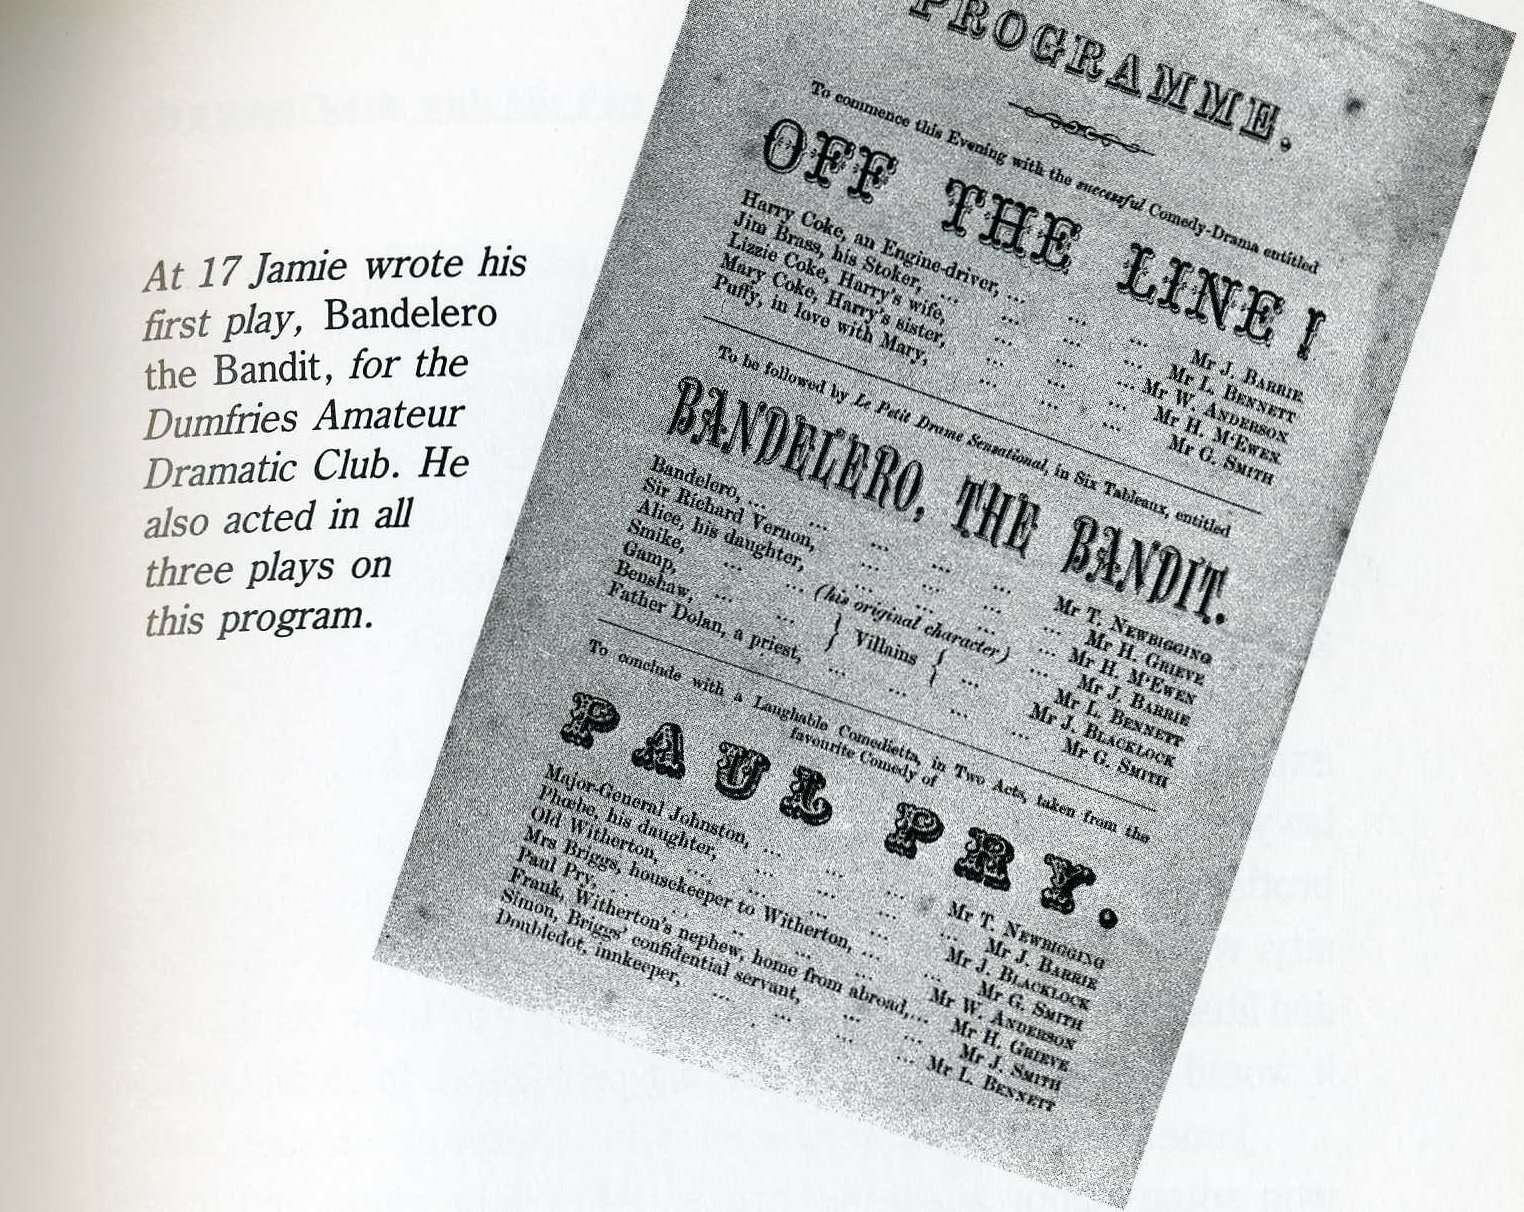 At 17 Jamie wrote his
first play, Bandelero
the Bandit, for the
Dumfries Amateur
Dramatic Club. He
also acted in all
three plays on
this program.
PROGRAMME.
To commence this Evening with the successful Comedy-Drama entitled
OFF THE LINE!
Harry Coke, an Engine-driver, ... ... ... Mr J. BARRIE
Jim Brass, his Stoker, ... ... ... ... Mr L. BENNETT
Lizzie Coke, Harry's wife, ... ... ... Mr W. ANDERSON
Mary Coke, Harry's sister, ... ... ... Mr H. M'EWEN
Puffy, in love with Mary, ... ... ... Mr G. SMITH
To be followed by Le Petit Drame Sensational, in Six Tableaux, entitled
BANDELERO, THE BANDIT.
Bandelero, ... ... ... ... ... Mr T. NEWBIGGING
Sir Richard Vernon, ... ... ... ... Mr H. GRIEVE
Alice, his daughter, ... ... ... ... Mr H. M'EWEN
Smike, ... ... (his original character) ... Mr J. BARRIE
Gamp, ... ... } Villains { ... ... Mr L. BENNETT
Benshaw, ... ... ... ... Mr J. BLACKLOCK
Father Dolan, a priest, ... ... ... ... Mr G. SMITH
To conclude with a Laughable Comedietta, in Two Acts, taken from the
favourite Comedy of
PAUL PRY.
Major-General Johnston, ... ... ... ... Mr T. NEWBIGGING
Phœbe, his daughter, ... ... ... ... Mr J. BARRIE
Old Witherton, ... ... ... ... Mr J. BLACKLOCK
Mrs Briggs, housekeeper to Witherton, ... ... ... Mr G. SMITH
Paul Pry, ... ... ... ... ... Mr W. ANDERSON
Frank, Witherton's nephew, home from abroad, ... Mr H. GRIEVE
Simon, Briggs' confidential servant, ... ... Mr J. SMITH
Doubledot, innkeeper, ... ... ... ... Mr L. BENNETT